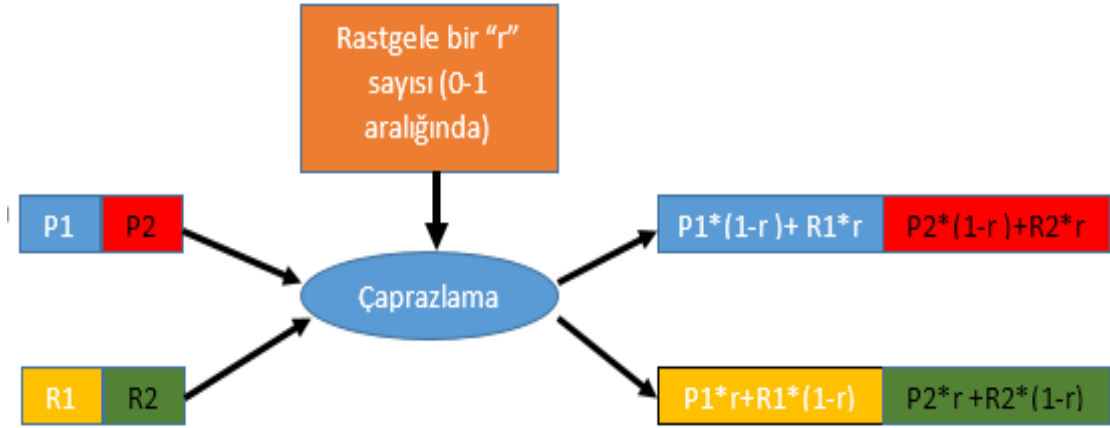 Rastgele bir “r”
sayısı (0-1
aralığında)
P1 P2
P1*(1-r )+ R1*r P2*(1-r )+R2*r
Çaprazlama
R1 R2
P1*r+R1*(1-r) P2*r +R2*(1-r)